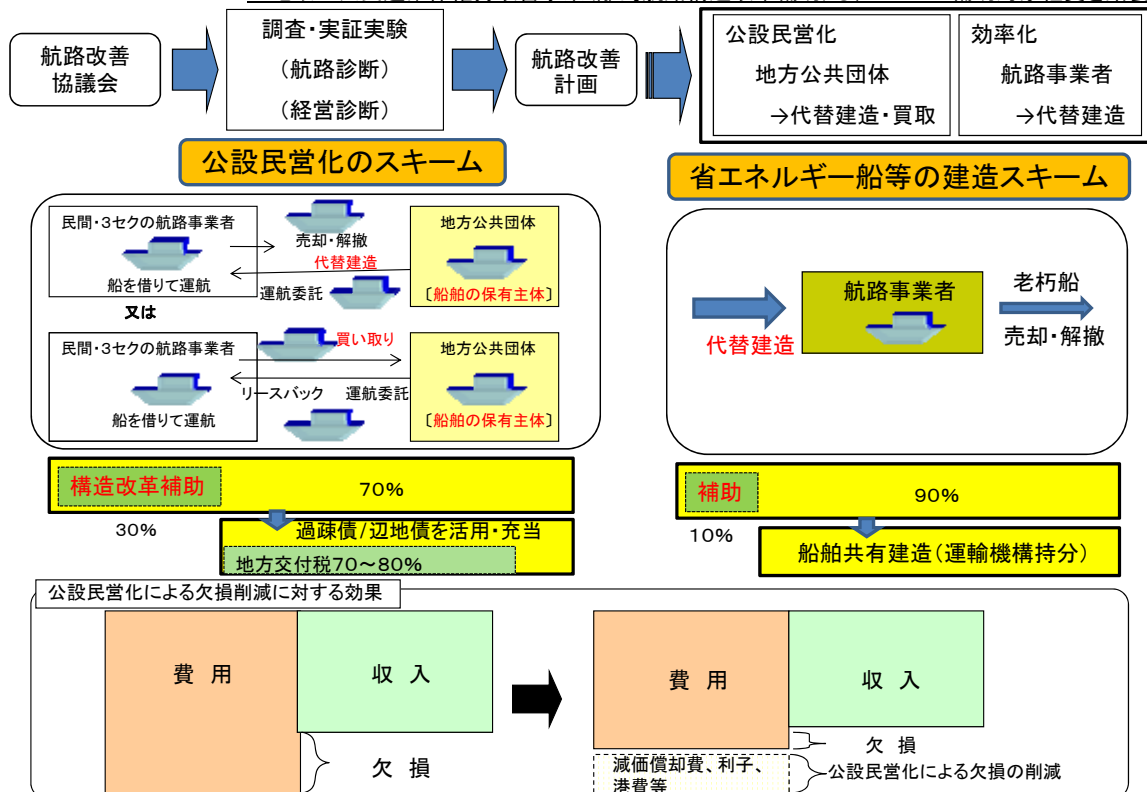 航路改善
協議会
調査・実証実験
（航路診断）
（経営診断）
航路改善
計画
公設民営化
地方公共団体
→代替建造・買取
効率化
航路事業者
→代替建造
公設民営化のスキーム
民間・３セクの航路事業者
船を借りて運航
売却・解撤
代替建造
運航委託
地方公共団体
〔船舶の保有主体〕
又は
民間・３セクの航路事業者
船を借りて運航
買い取り
リースバック 運航委託
地方公共団体
〔船舶の保有主体〕
構造改革補助 70%
30%
過疎債/辺地債を活用・充当
地方交付税70～80%
省エネルギー船等の建造スキーム
代替建造
航路事業者
老朽船
売却・解撤
補助 90%
10%
船舶共有建造（運輸機構持分）
公設民営化による欠損削減に対する効果
費 用
収 入
欠 損
費 用
収 入
欠 損
減価償却費、利子、
港費等
公設民営化による欠損の削減